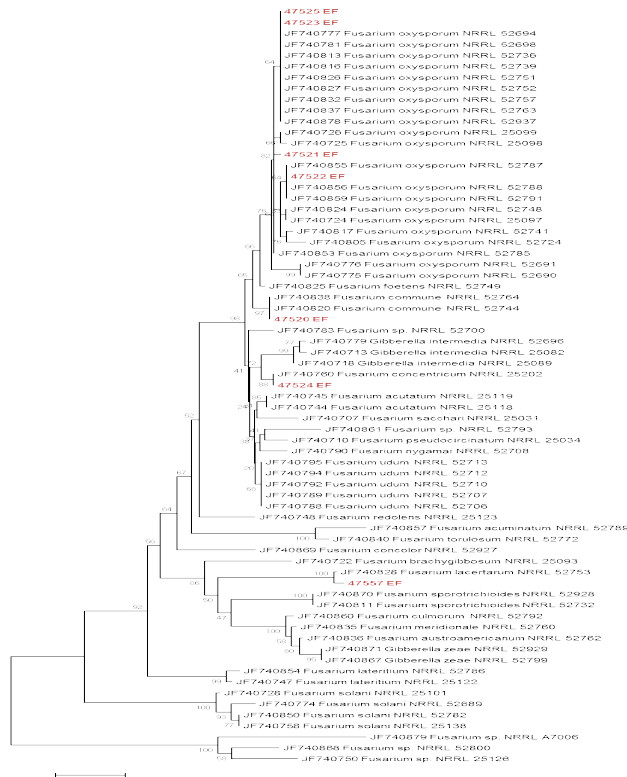 47525 EF
47523 EF
JF740777 Fusarium oxysporum NRRL 52694
JF740781 Fusarium oxysporum NRRL 52698
JF740813 Fusarium oxysporum NRRL 52736
JF740816 Fusarium oxysporum NRRL 52739
JF740826 Fusarium oxysporum NRRL 52751
JF740827 Fusarium oxysporum NRRL 52752
JF740832 Fusarium oxysporum NRRL 52757
JF740837 Fusarium oxysporum NRRL 52763
JF740878 Fusarium oxysporum NRRL 52937
JF740726 Fusarium oxysporum NRRL 25099
JF740725 Fusarium oxysporum NRRL 25098
47521 EF
JF740855 Fusarium oxysporum NRRL 52787
47522 EF
JF740856 Fusarium oxysporum NRRL 52788
JF740859 Fusarium oxysporum NRRL 52791
JF740824 Fusarium oxysporum NRRL 52748
JF740724 Fusarium oxysporum NRRL 25097
JF740817 Fusarium oxysporum NRRL 52741
JF740805 Fusarium oxysporum NRRL 52724
JF740853 Fusarium oxysporum NRRL 52785
JF740776 Fusarium oxysporum NRRL 52691
JF740775 Fusarium oxysporum NRRL 52690
JF740825 Fusarium foetens NRRL 52749
JF740838 Fusarium commune NRRL 52764
JF740820 Fusarium commune NRRL 52744
47520 EF
JF740783 Fusarium sp. NRRL 52700
JF740779 Gibberella intermedia NRRL 52696
JF740713 Gibberella intermedia NRRL 25082
JF740718 Gibberella intermedia NRRL 25089
JF740760 Fusarium concentricum NRRL 25202
47524 EF
JF740745 Fusarium acutatum NRRL 25119
JF740744 Fusarium acutatum NRRL 25118
JF740707 Fusarium sacchari NRRL 25031
JF740861 Fusarium sp. NRRL 52793
JF740710 Fusarium pseudocircinatum NRRL 25034
JF740790 Fusarium nygamai NRRL 52708
JF740795 Fusarium udum NRRL 52713
JF740794 Fusarium udum NRRL 52712
JF740792 Fusarium udum NRRL 52710
JF740789 Fusarium udum NRRL 52707
JF740788 Fusarium udum NRRL 52706
JF740748 Fusarium redolens NRRL 25123
JF740857 Fusarium acuminatum NRRL 52789
JF740840 Fusarium torulosum NRRL 52772
JF740869 Fusarium concolor NRRL 52927
JF740722 Fusarium brachygibbosum NRRL 25093
JF740828 Fusarium lacertarum NRRL 52753
47557 EF
JF740870 Fusarium sporotrichioides NRRL 52928
JF740811 Fusarium sporotrichioides NRRL 52732
JF740860 Fusarium culmorum NRRL 52792
JF740835 Fusarium meridionale NRRL 52760
JF740836 Fusarium austroamericanum NRRL 52762
JF740871 Gibberella zeae NRRL 52929
JF740867 Gibberella zeae NRRL 52799
JF740854 Fusarium lateritium NRRL 52786
JF740747 Fusarium lateritium NRRL 25122
JF740728 Fusarium solani NRRL 25101
JF740774 Fusarium solani NRRL 52689
JF740850 Fusarium solani NRRL 52782
JF740758 Fusarium solani NRRL 25138
JF740879 Fusarium sp. NRRL A7006
JF740868 Fusarium sp. NRRL 52800
JF740750 Fusarium sp. NRRL 25126